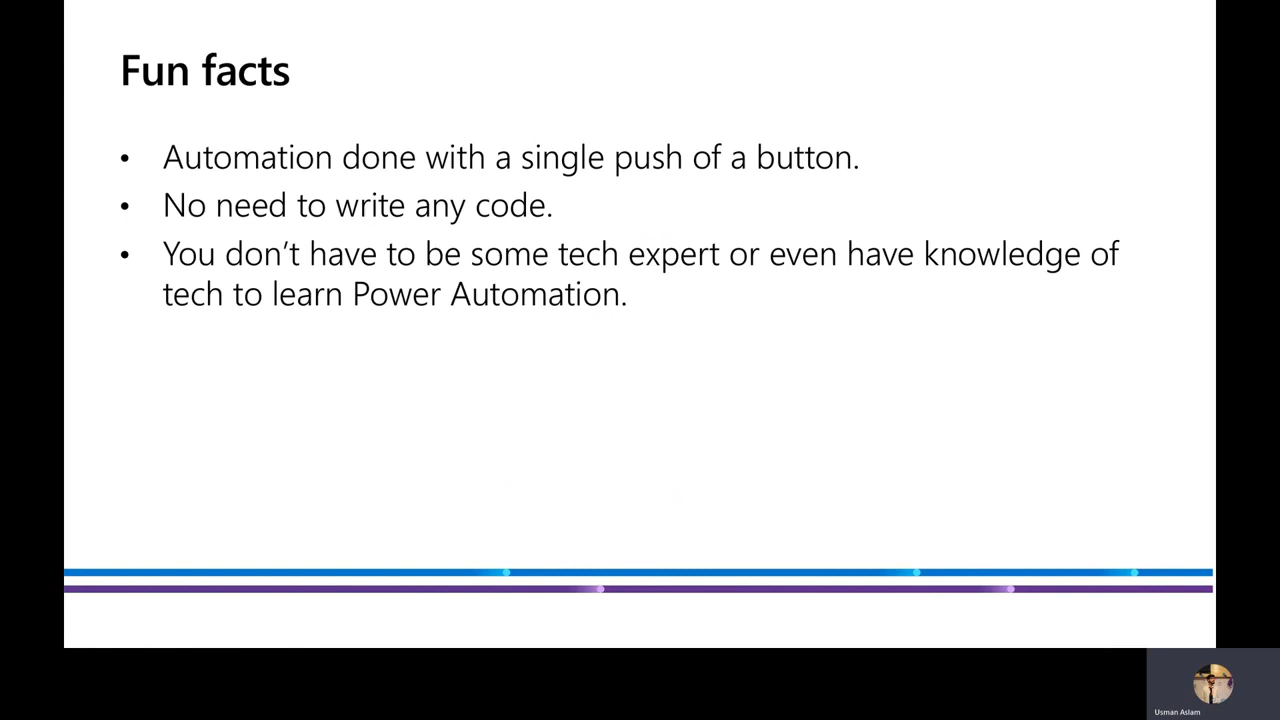 Fun facts
• Automation done with a single push of a button.
• No need to write any code.
• You don’t have to be some tech expert or even have knowledge of
tech to learn Power Automation.
Usman Aslam